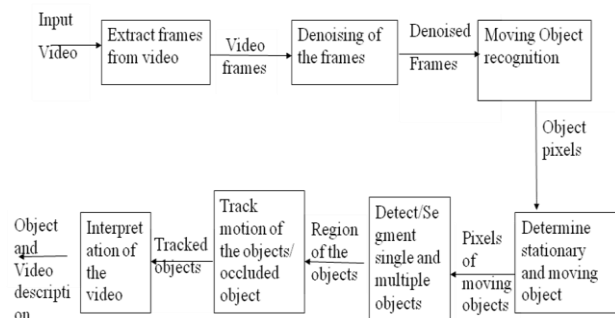 Input
Video
Extract frames
from video
Video
frames
Denoising of
the frames
Denoised
Frames
Moving Object
recognition
Object
pixels
Determine
stationary
and moving
object
Pixels
of
moving
objects
Detect/Se
gment
single and
multiple
objects
Region
of the
objects
Track
motion of
the objects/
occluded
object
Tracked
objects
Interpret
ation of
the
video
Object
and
Video
descripti
on